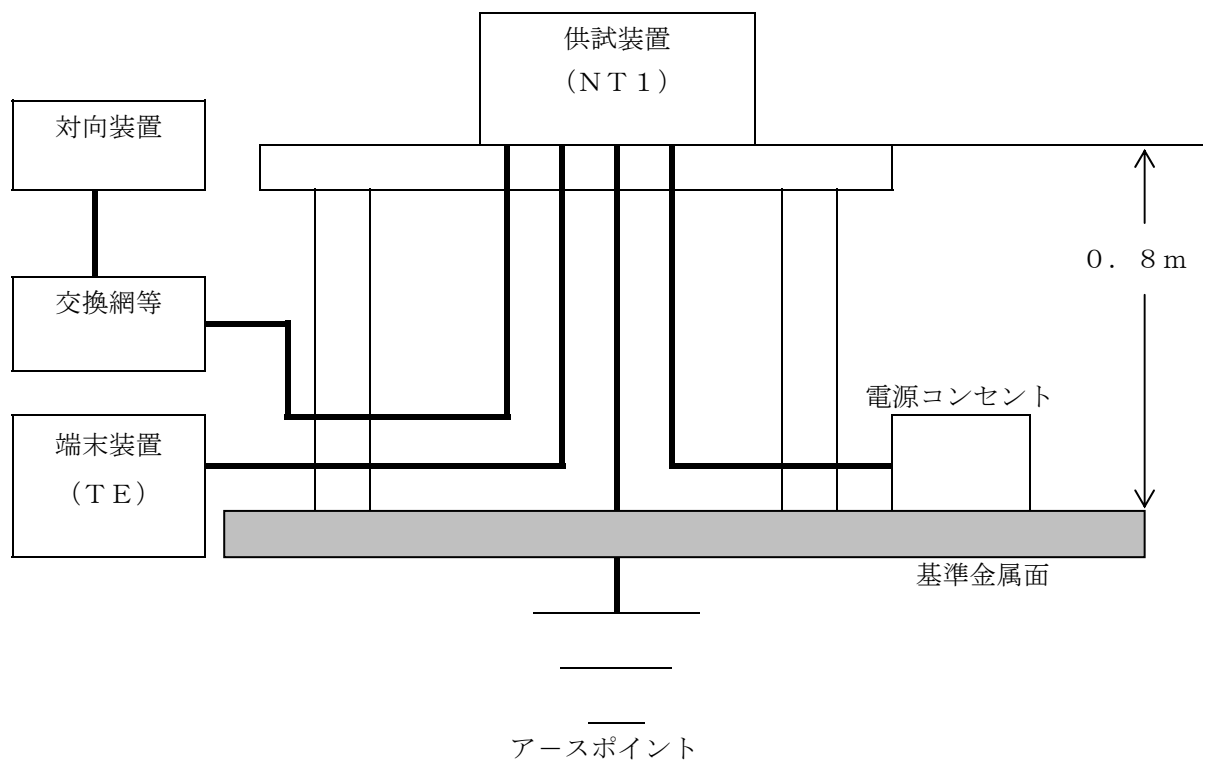 供試装置
（ＮＴ１）
対向装置
０．８ｍ
交換網等
電源コンセント
端末装置
（ＴＥ）
基準金属面
ア－スポイント